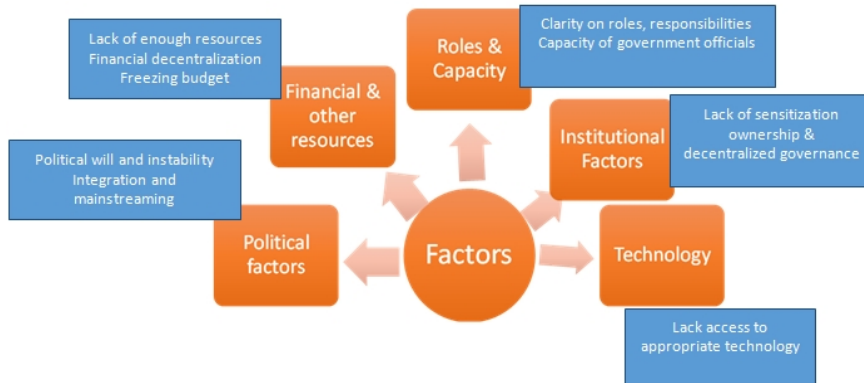 Lack of enough resources
Financial decentralization
Freezing budget
Financial &
other
resources
Roles &
Capacity
Clarity on roles, responsibilities
Capacity of government officials
Institutional
Factors
Lack of sensitization
ownership &
decentralized governance
Political will and instability
Integration and
mainstreaming
Political
factors
Factors
Technology
Lack access to
appropriate technology